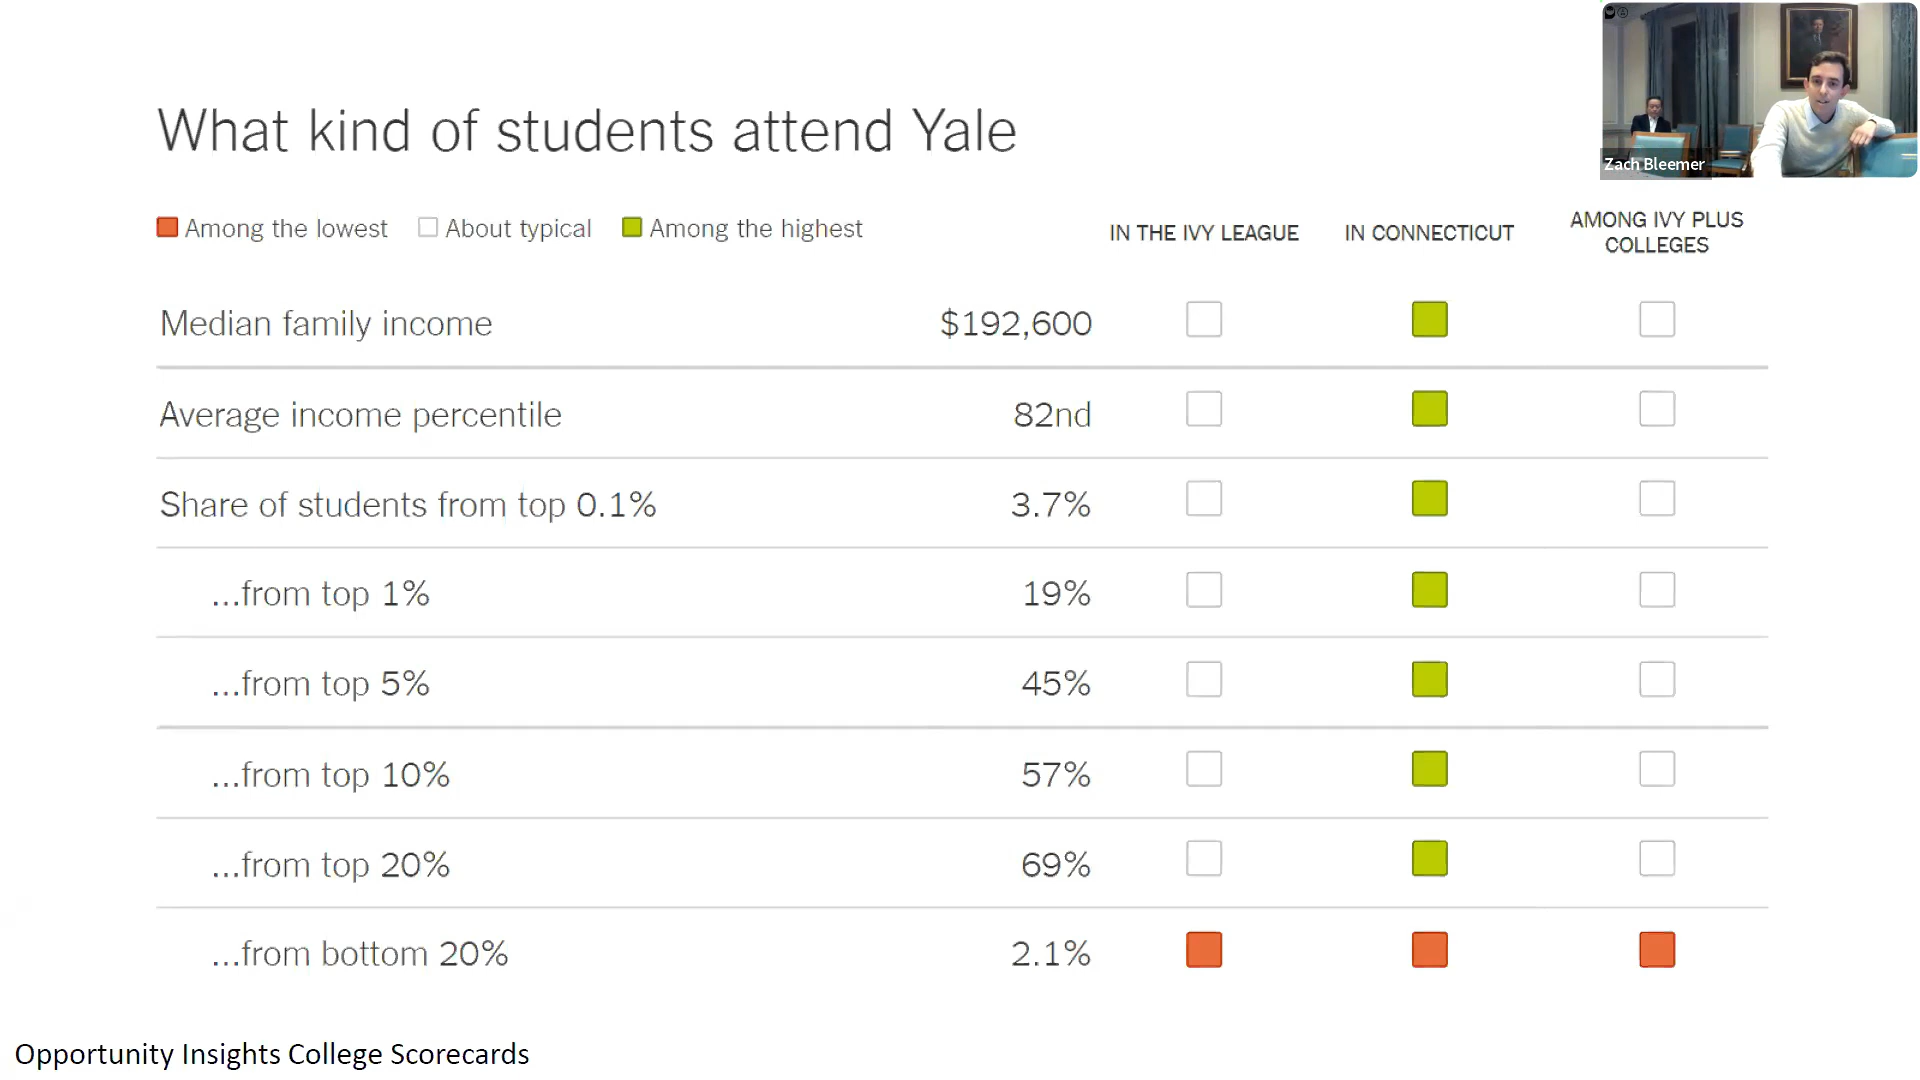 What kind of students attend Yale
Zach Bleemer
Among the lowest About typical Among the highest
IN THE IVY LEAGUE IN CONNECTICUT AMONG IVY PLUS COLLEGES
Median family income $192,600
Average income percentile 82nd
Share of students from top 0.1% 3.7%
...from top 1% 19%
...from top 5% 45%
...from top 10% 57%
...from top 20% 69%
...from bottom 20% 2.1%
Opportunity Insights College Scorecards